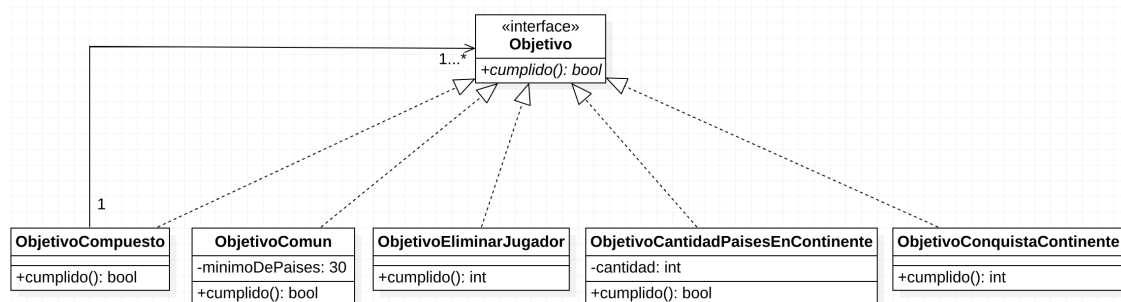 «interface»
Objetivo
1...*
+cumplido(): bool
1
ObjetivoCompuesto
+cumplido(): bool
ObjetivoComun
-minimoDePaises: 30
+cumplido(): bool
ObjetivoEliminarJugador
+cumplido(): int
ObjetivoCantidadPaisesEnContinente
-cantidad: int
+cumplido(): bool
ObjetivoConquistaContinente
+cumplido(): int